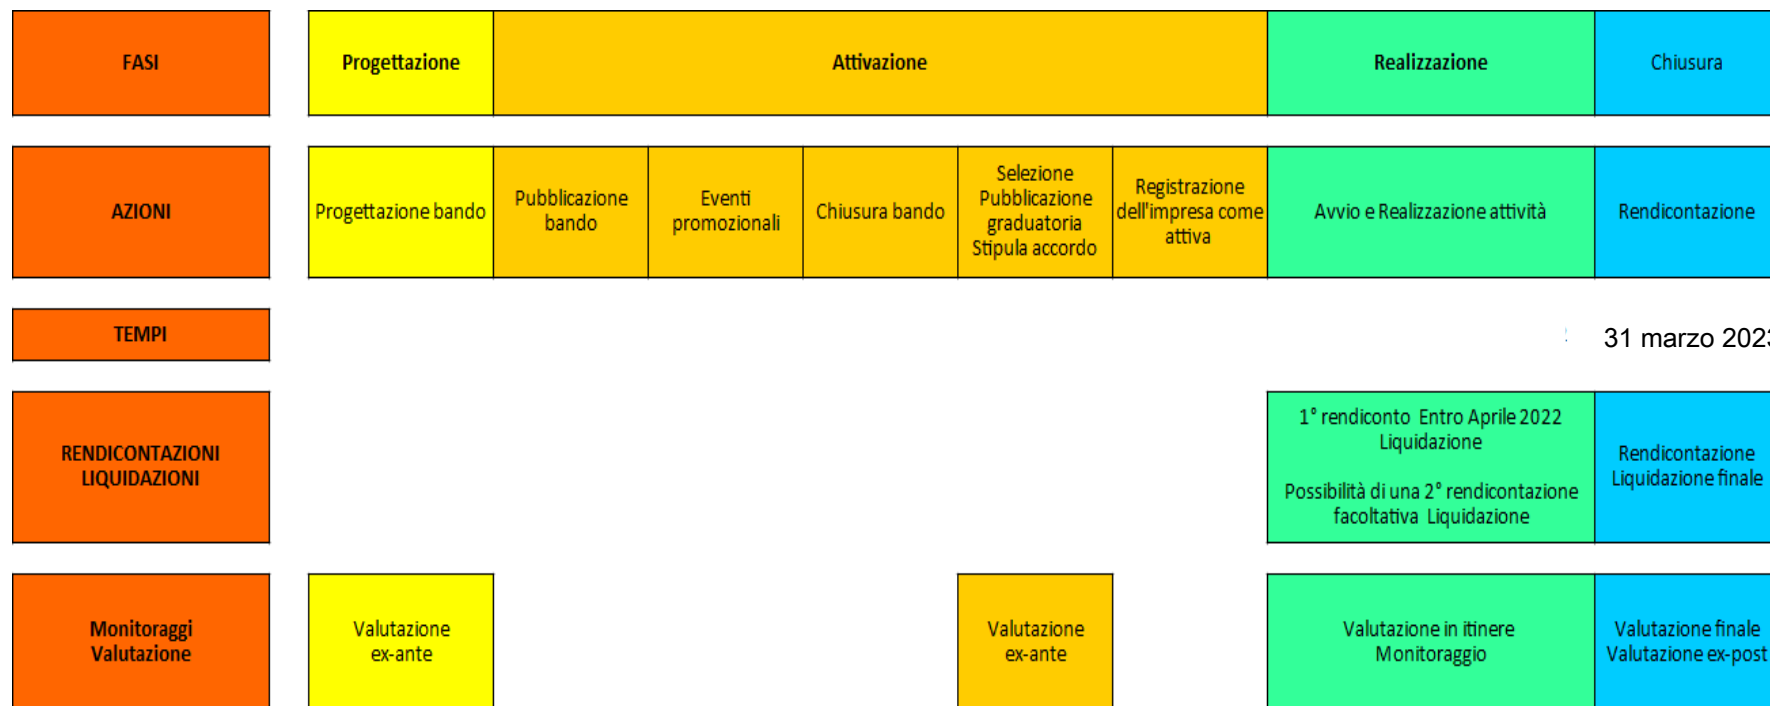 FASI
Progettazione
Attivazione
Realizzazione
Chiusura
AZIONI
Progettazione bando
Pubblicazione
bando
Eventi
promozionali
Chiusura bando
Selezione
Pubblicazione
graduatoria
Stipula accordo
Registrazione
dell'impresa come
attiva
Avvio e Realizzazione attività
Rendicontazione
TEMPI
31 marzo 2023
RENDICONTAZIONI
LIQUIDAZIONI
1° rendiconto Entro Aprile 2022
Liquidazione
Possibilità di una 2° rendicontazione
facoltativa Liquidazione
Rendicontazione
Liquidazione finale
Monitoraggi
Valutazione
Valutazione
ex-ante
Valutazione
ex-ante
Valutazione in itinere
Monitoraggio
Valutazione finale
Valutazione ex-post